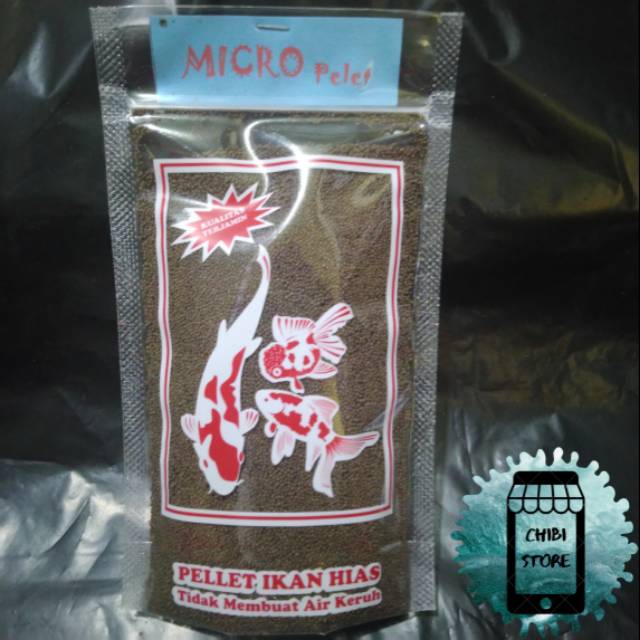 MICRO Pelet
KUALITAS
TERJAMIN
PELLET IKAN HIAS
Tidak Membuat Air Keruh
CHIBI
STORE